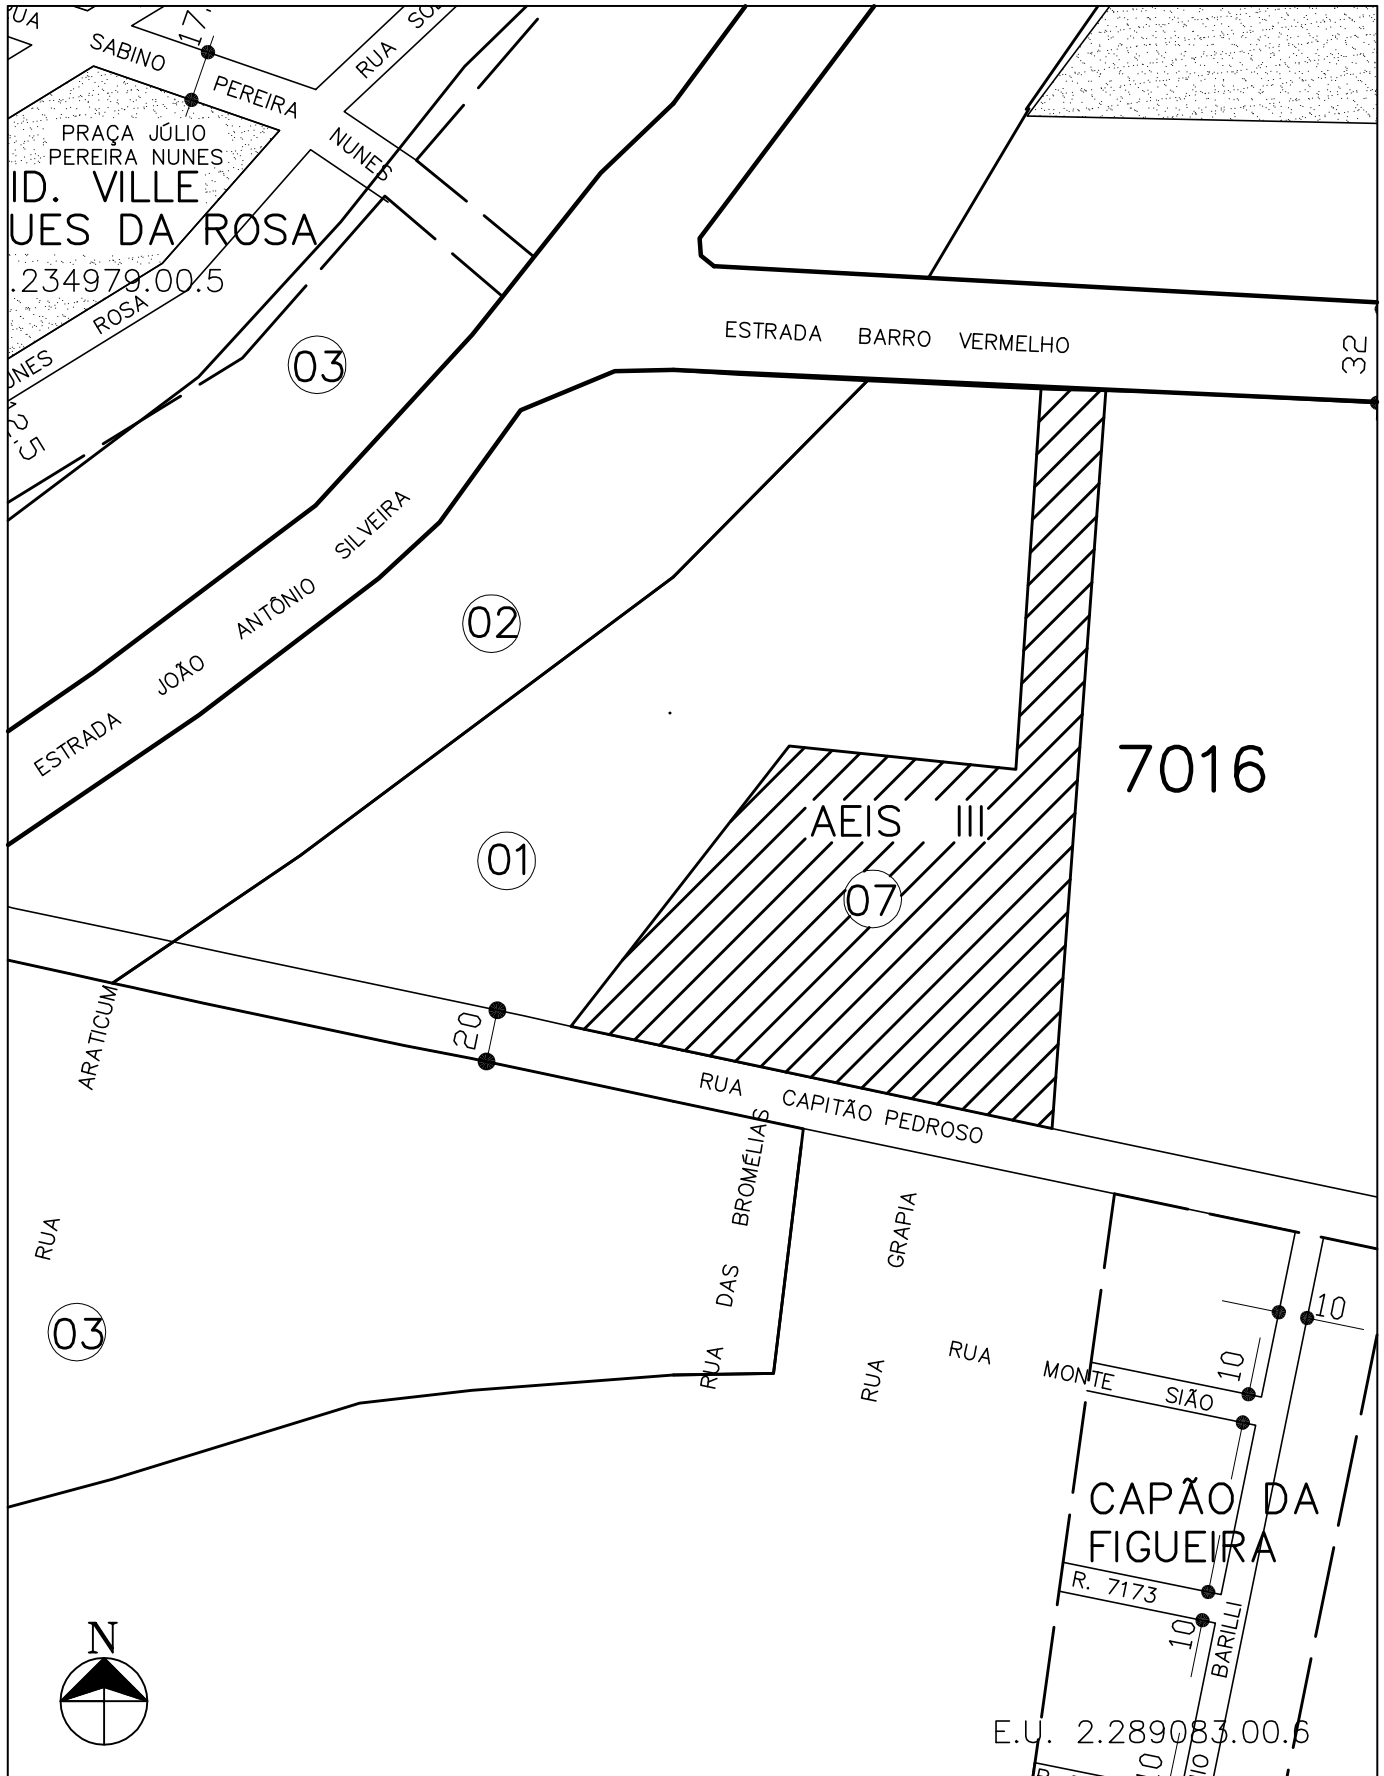 SABINO
PEREIRA
NUNES
RUA
17
PRAÇA JÚLIO
PEREIRA NUNES
ID. VILLE
UES DA ROSA
.234979.00.5
ROSA
12.5
03
ESTRADA BARRO VERMELHO
32
ESTRADA JOÃO ANTÔNIO SILVEIRA
02
7016
AEIS III
01
07
20
RUA CAPITÃO PEDROSO
RUA ARATICUM
RUA DAS BROMÉLIAS
RUA GRAPIA
03
10
10
RUA MONTE SIÃO
CAPÃO DA
FIGUEIRA
R. 7173
10
BARILLI
N
E.U. 2.289083.00.6
10